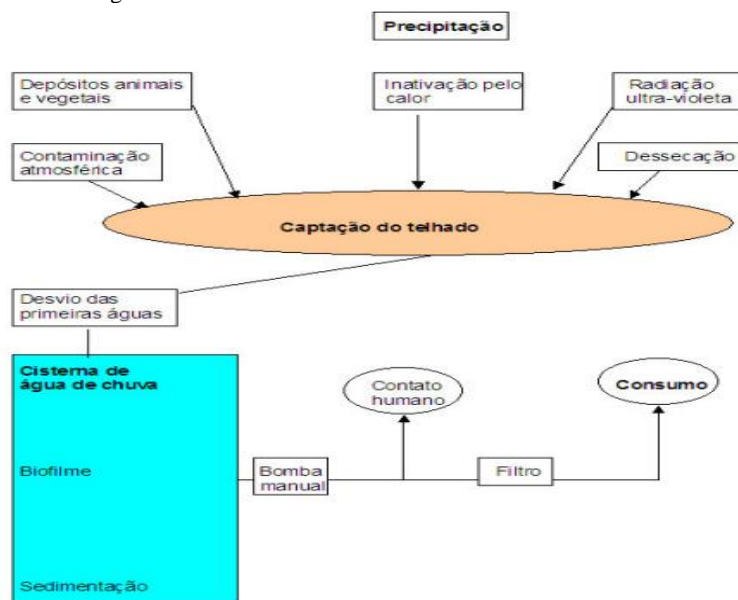 Precipitação
Depósitos animais
e vegetais
Inativação pelo
calor
Radiação
ultra-violeta
Contaminação
atmosférica
Dessecação
Captação do telhado
Desvio das
primeiras águas
Cisterna de
água de chuva
Contato
humano
Consumo
Biofilme
Bomba
manual
Filtro
Sedimentação